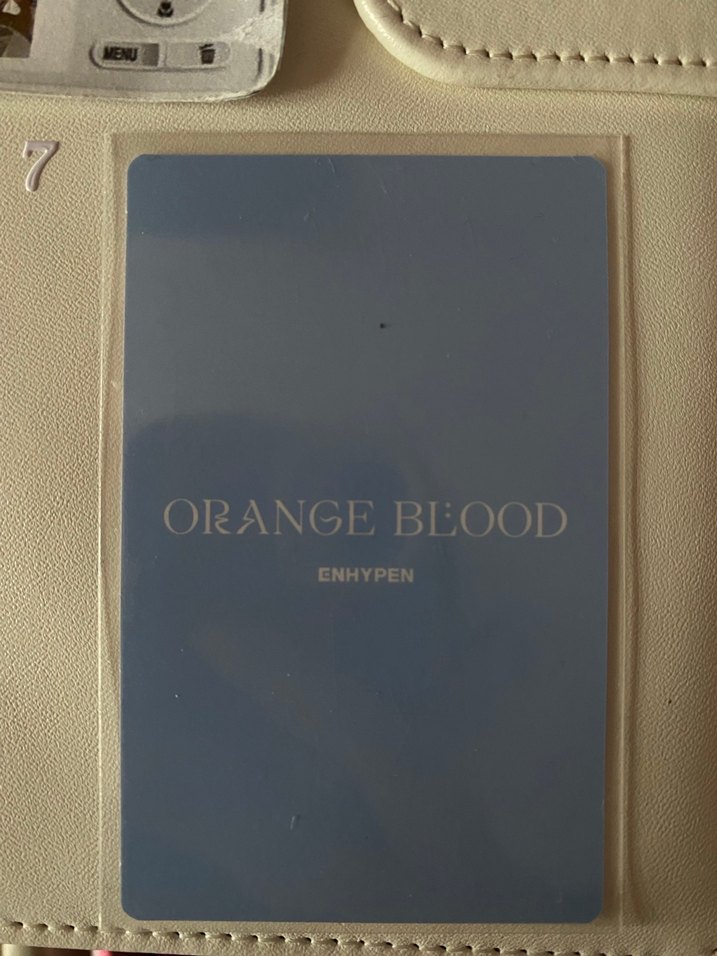 MENU
7
ORANGE BLOOD
ENHYPEN